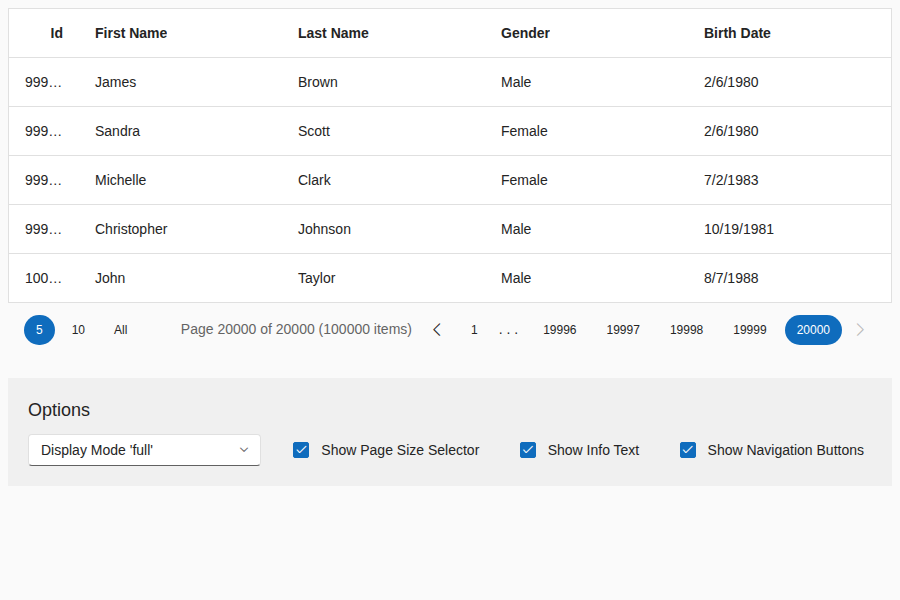 Id First Name Last Name Gender Birth Date
999… James Brown Male 2/6/1980
999… Sandra Scott Female 2/6/1980
999… Michelle Clark Female 7/2/1983
999… Christopher Johnson Male 10/19/1981
100… John Taylor Male 8/7/1988
5 10 All Page 20000 of 20000 (100000 items) 1 . . . 19996 19997 19998 19999 20000
Options
Display Mode 'full' Show Page Size Selector Show Info Text Show Navigation Buttons